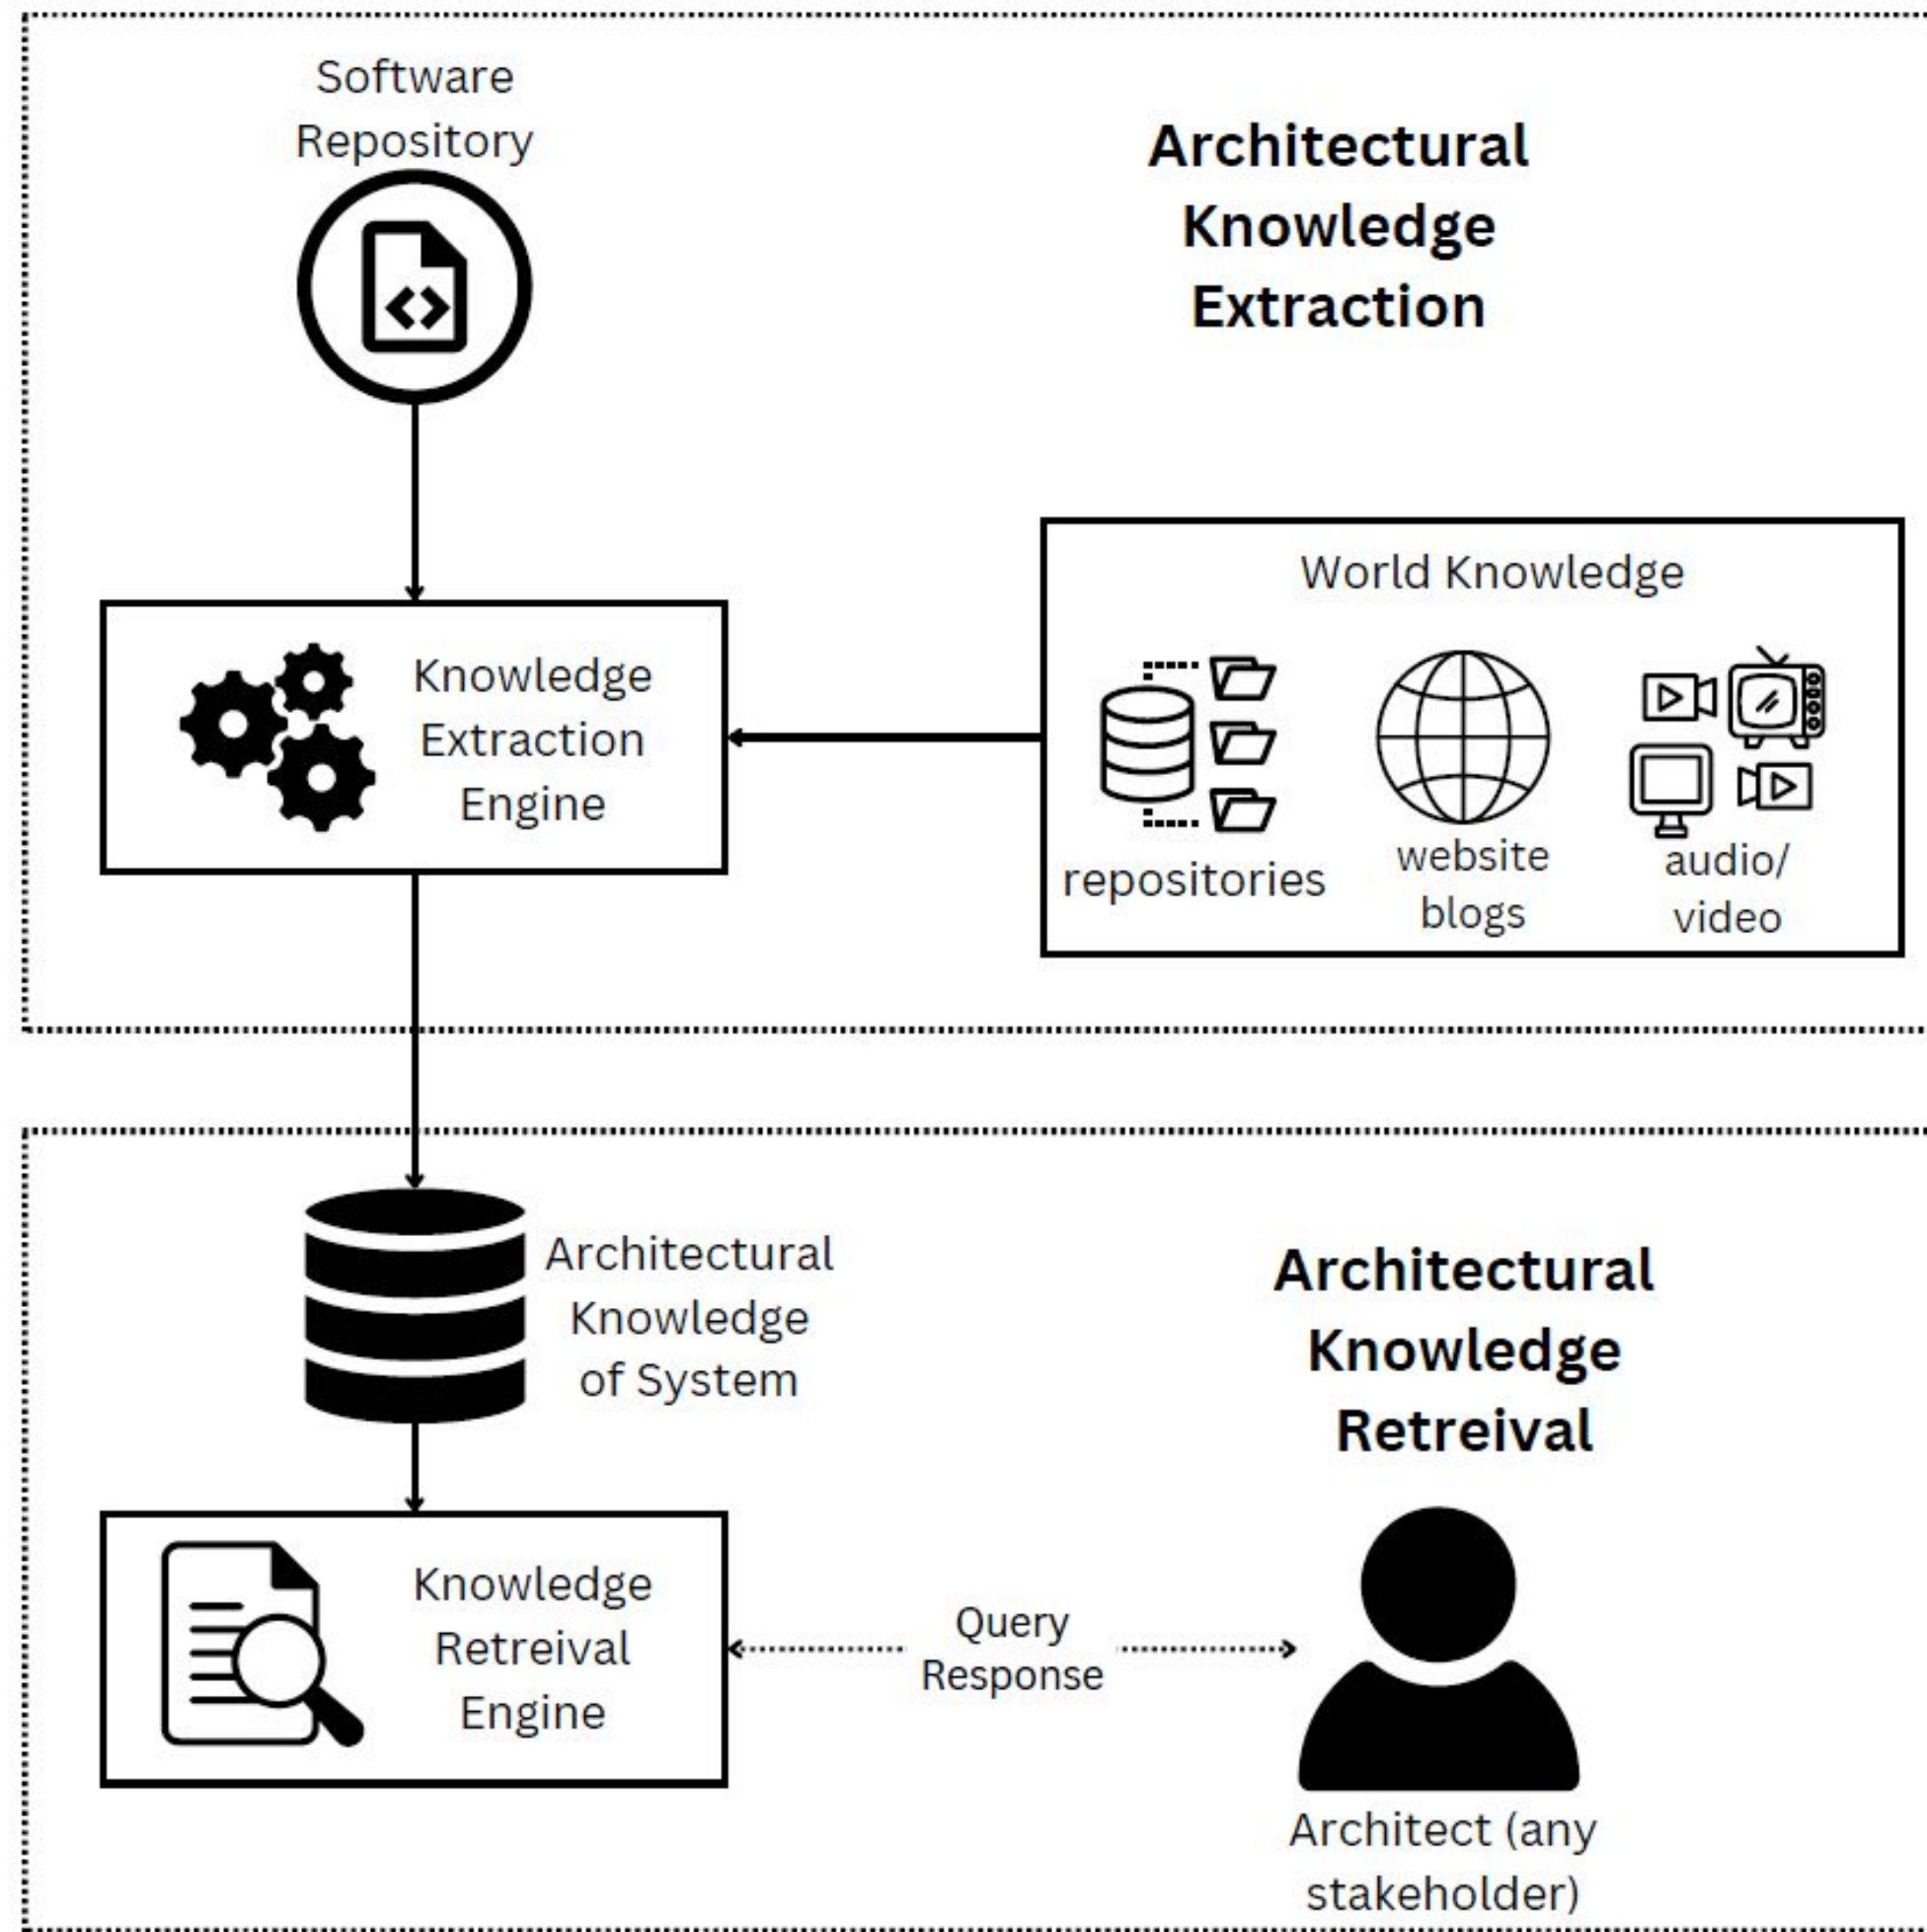 Software
Repository
Architectural
Knowledge
Extraction
World Knowledge
Knowledge
Extraction
Engine
repositories
website
blogs
audio/
video
Architectural
Knowledge
of System
Architectural
Knowledge
Retreival
Knowledge
Retreival
Engine
Query
Response
Architect (any
stakeholder)